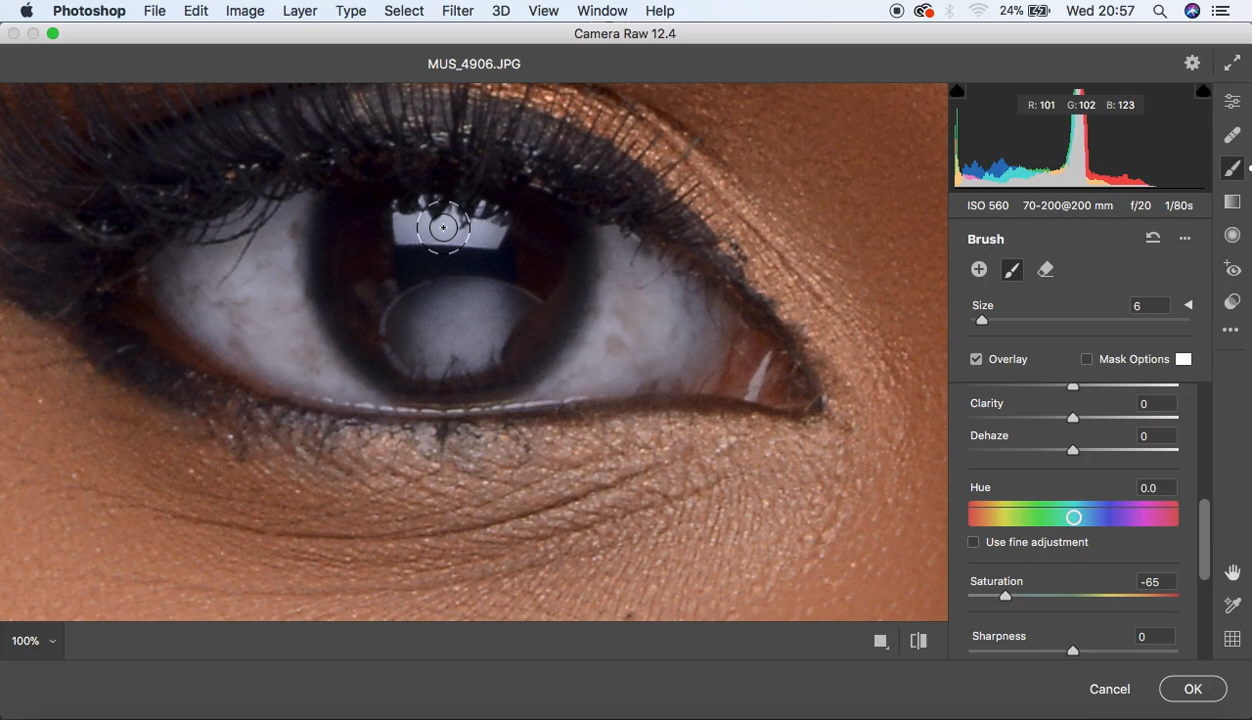 Photoshop File Edit Image Layer Type Select Filter 3D View Window Help 24% Wed 20:57
Camera Raw 12.4
MUS_4906.JPG
R: 101 G: 102 B: 123
ISO 560 70-200@200 mm f/20 1/80s
Brush
Size 6
Overlay Mask Options
Clarity 0
Dehaze 0
Hue 0.0
Use fine adjustment
Saturation -65
Sharpness 0
100%
Cancel OK